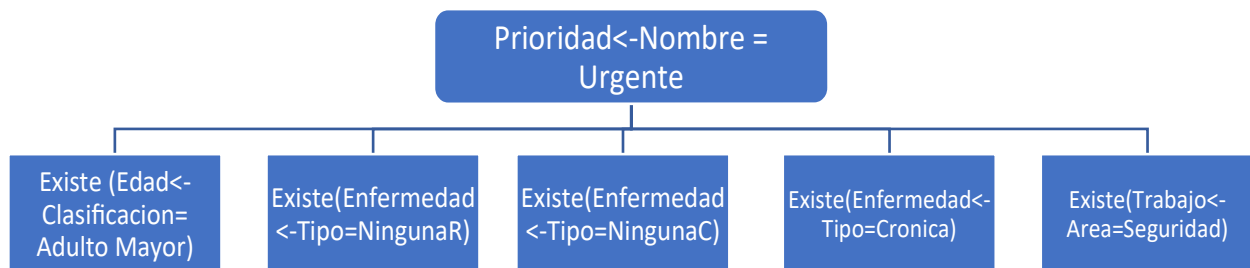 Prioridad<-Nombre =
Urgente
Existe (Edad<-
Clasificacion=
Adulto Mayor)
Existe(Enfermedad
<-Tipo=NingunaR)
Existe(Enfermedad
<-Tipo=NingunaC)
Existe(Enfermedad<-
Tipo=Cronica)
Existe(Trabajo<-
Area=Seguridad)